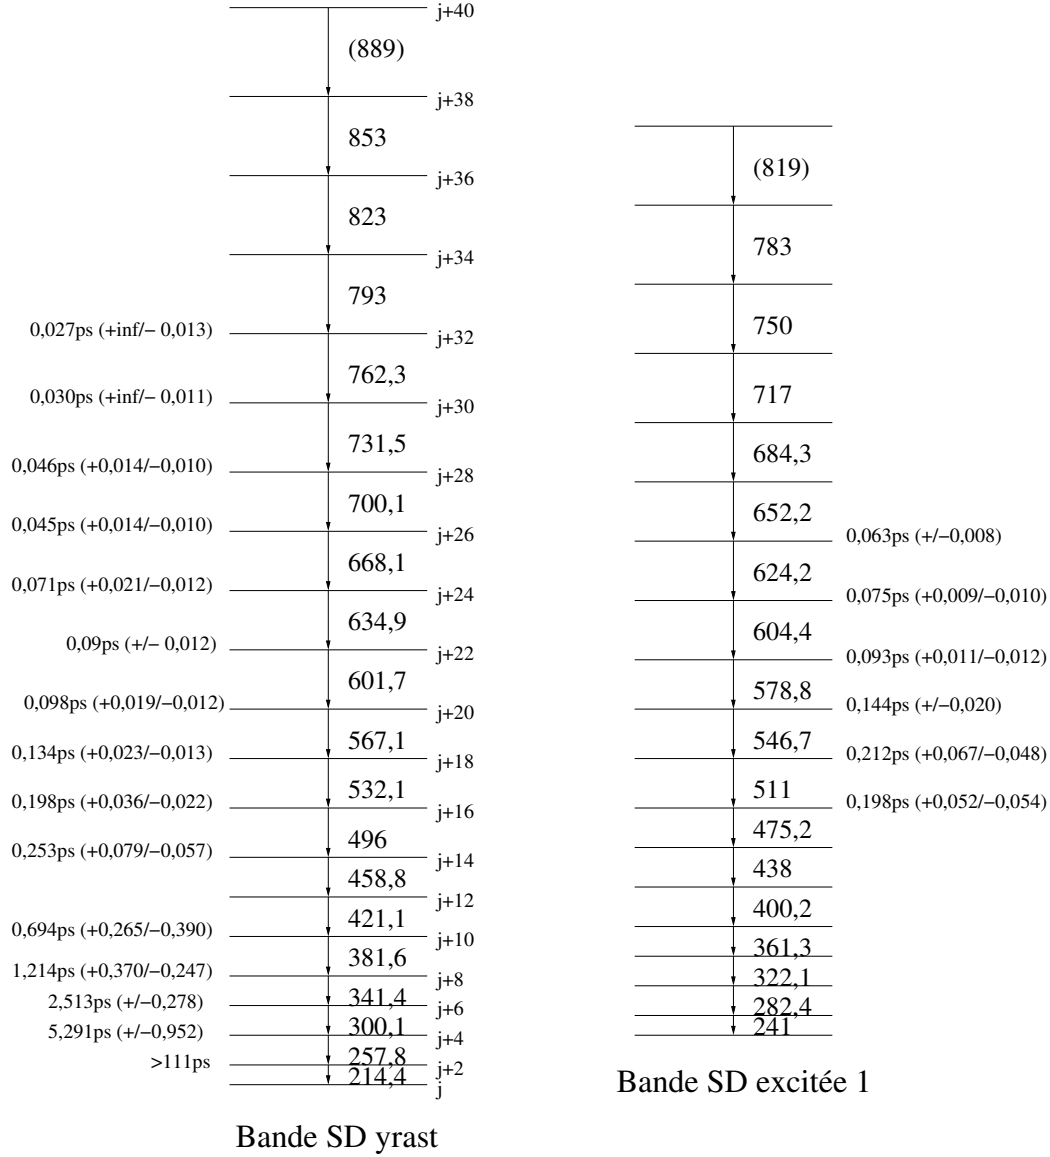 j+40
(889)
j+38
853
j+36
823
j+34
793
0,027ps (+inf/− 0,013)
j+32
762,3
0,030ps (+inf/− 0,011)
j+30
731,5
0,046ps (+0,014/−0,010)
j+28
700,1
0,045ps (+0,014/−0,010)
j+26
668,1
0,071ps (+0,021/−0,012)
j+24
634,9
0,09ps (+/− 0,012)
j+22
601,7
0,098ps (+0,019/−0,012)
j+20
567,1
0,134ps (+0,023/−0,013)
j+18
532,1
0,198ps (+0,036/−0,022)
j+16
496
0,253ps (+0,079/−0,057)
j+14
458,8
j+12
421,1
0,694ps (+0,265/−0,390)
j+10
381,6
1,214ps (+0,370/−0,247)
j+8
341,4
2,513ps (+/−0,278)
j+6
300,1
5,291ps (+/−0,952)
j+4
257,8
>111ps
j+2
214,4
j
Bande SD yrast
(819)
783
750
717
684,3
652,2
0,063ps (+/−0,008)
624,2
0,075ps (+0,009/−0,010)
604,4
0,093ps (+0,011/−0,012)
578,8
0,144ps (+/−0,020)
546,7
0,212ps (+0,067/−0,048)
511
0,198ps (+0,052/−0,054)
475,2
438
400,2
361,3
322,1
282,4
241
Bande SD excitée 1